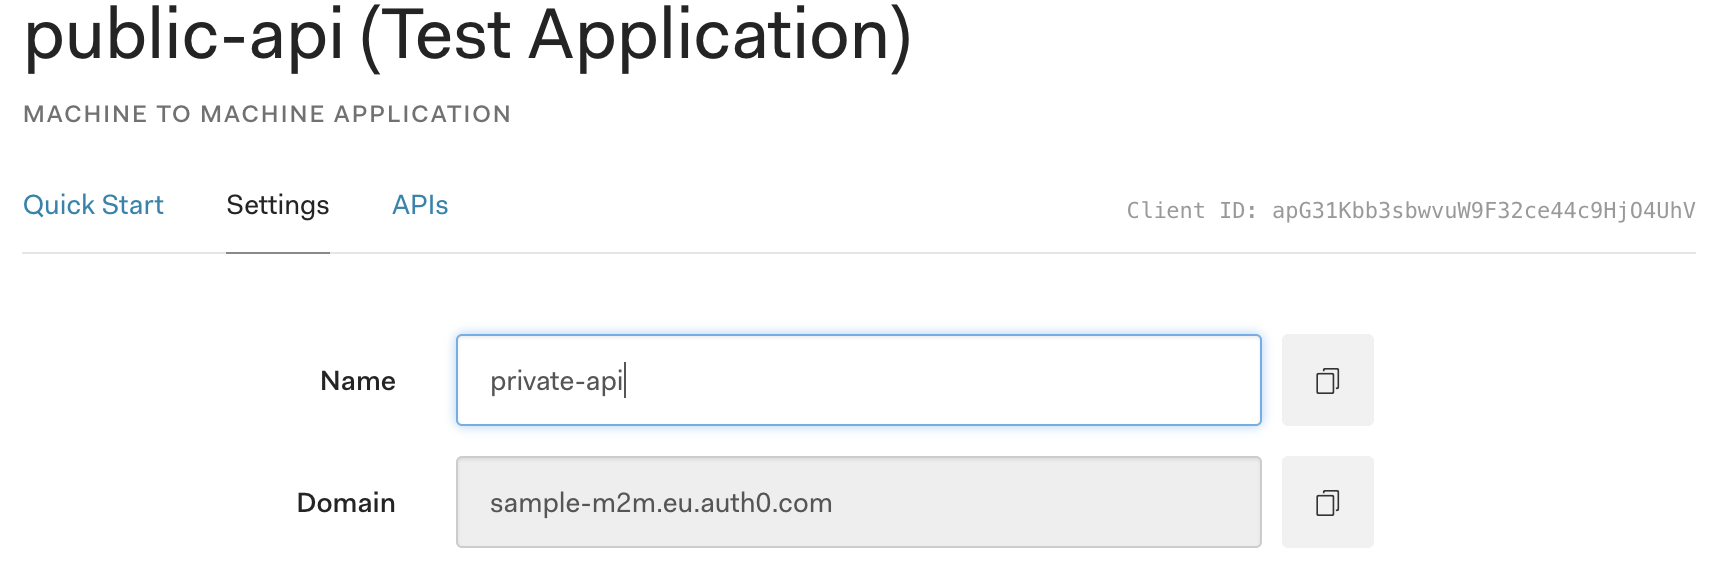 public-api (Test Application)
MACHINE TO MACHINE APPLICATION
Quick Start Settings APIs Client ID: apG31Kbb3sbwvuW9F32ce44c9HjO4UhV
Name private-api
Domain sample-m2m.eu.auth0.com